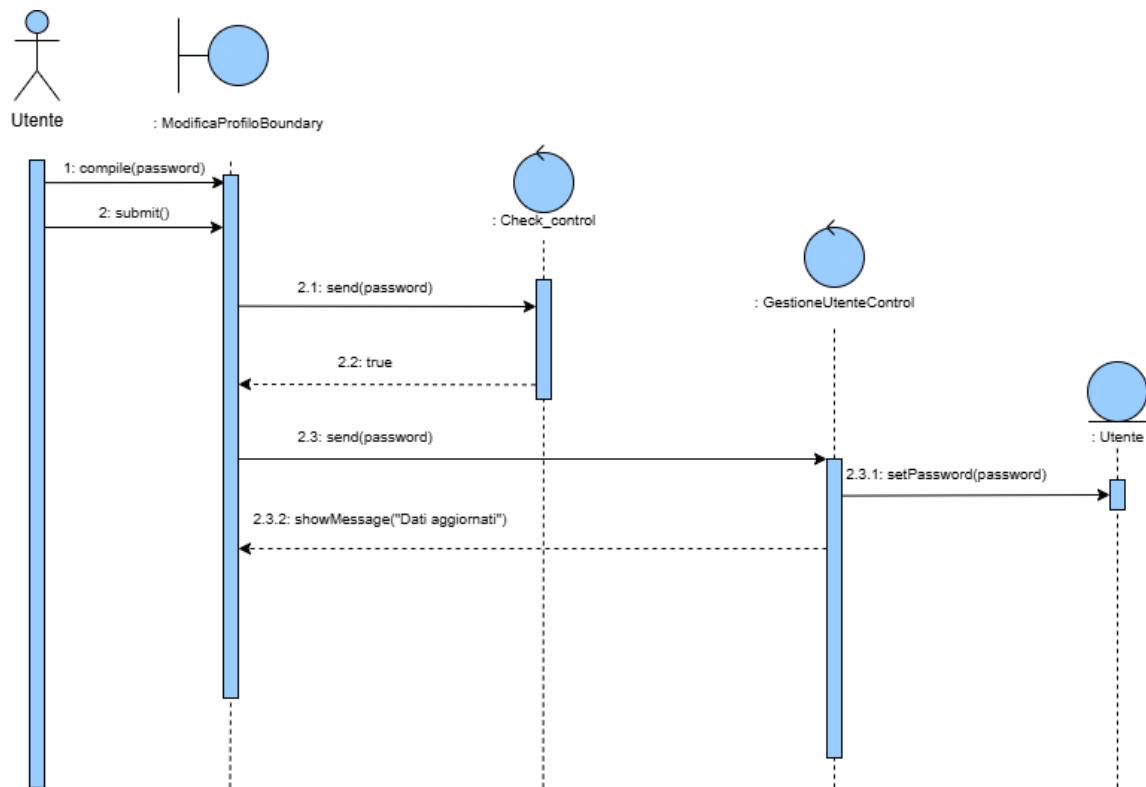 Utente
: ModificaProfiloBoundary
1: compile(password)
2: submit()
: Check_control
2.1: send(password)
: GestioneUtenteControl
2.2: true
2.3: send(password)
: Utente
2.3.1: setPassword(password)
2.3.2: showMessage("Dati aggiornati")